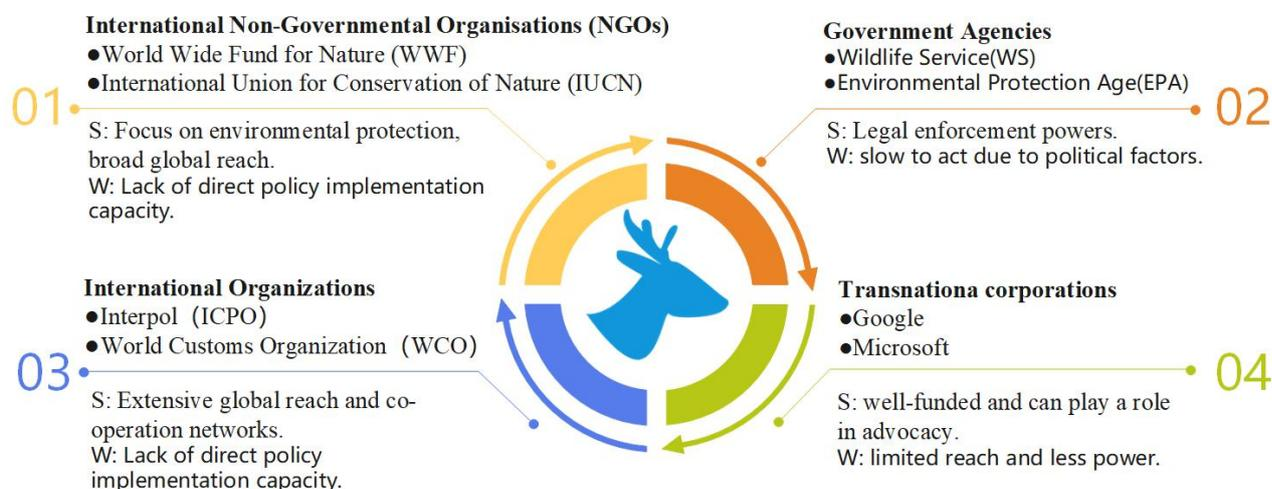 International Non-Governmental Organisations (NGOs)
●World Wide Fund for Nature (WWF)
●International Union for Conservation of Nature (IUCN)
01
S: Focus on environmental protection,
broad global reach.
W: Lack of direct policy implementation
capacity.
Government Agencies
●Wildlife Service(WS)
●Environmental Protection Age(EPA)
02
S: Legal enforcement powers.
W: slow to act due to political factors.
International Organizations
●Interpol（ICPO）
●World Customs Organization（WCO）
03
S: Extensive global reach and co-
operation networks.
W: Lack of direct policy
implementation capacity.
Transnationa corporations
●Google
●Microsoft
04
S: well-funded and can play a role
in advocacy.
W: limited reach and less power.